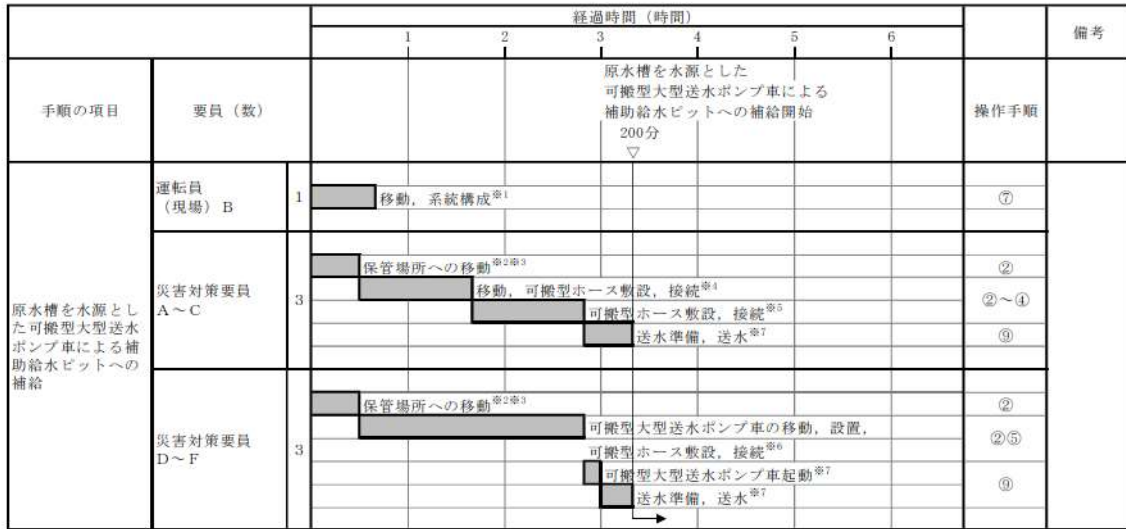 経過時間（時間）
備考
1 2 3 4 5 6
手順の項目
要員（数）
原水槽を水源とした
可搬型大型送水ポンプ車による
補助給水ピットへの補給開始
200分
▽
操作手順
原水槽を水源とし
た可搬型大型送水
ポンプ車による補
助給水ピットへの
補給
運転員
（現場）Ｂ
1
移動，系統構成※1
⑦
災害対策要員
Ａ～Ｃ
3
保管場所への移動※2※3
②
移動，可搬型ホース敷設，接続※4
②～④
可搬型ホース敷設，接続※5
送水準備，送水※7
⑨
災害対策要員
Ｄ～Ｆ
3
保管場所への移動※2※3
②
可搬型大型送水ポンプ車の移動，設置，
可搬型ホース敷設，接続※6
②⑤
可搬型大型送水ポンプ車起動※7
送水準備，送水※7
⑨